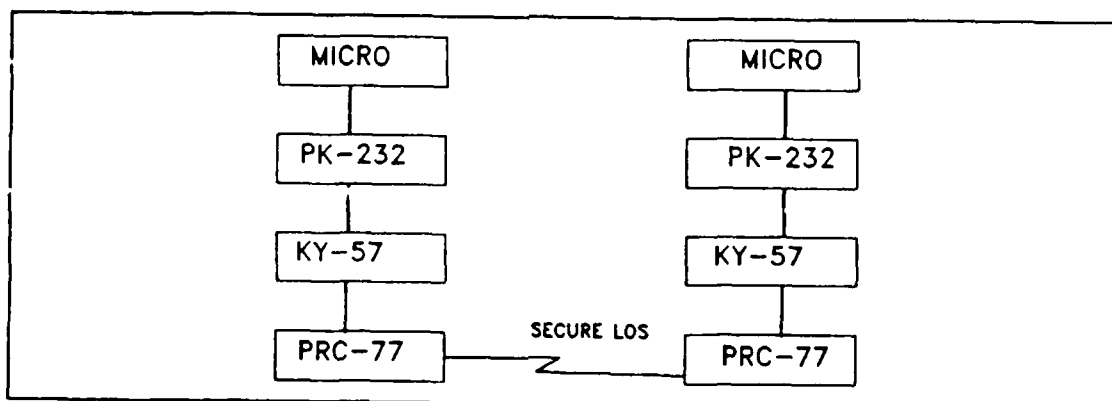 MICRO
MICRO
PK-232
PK-232
KY-57
KY-57
SECURE LOS
PRC-77
PRC-77